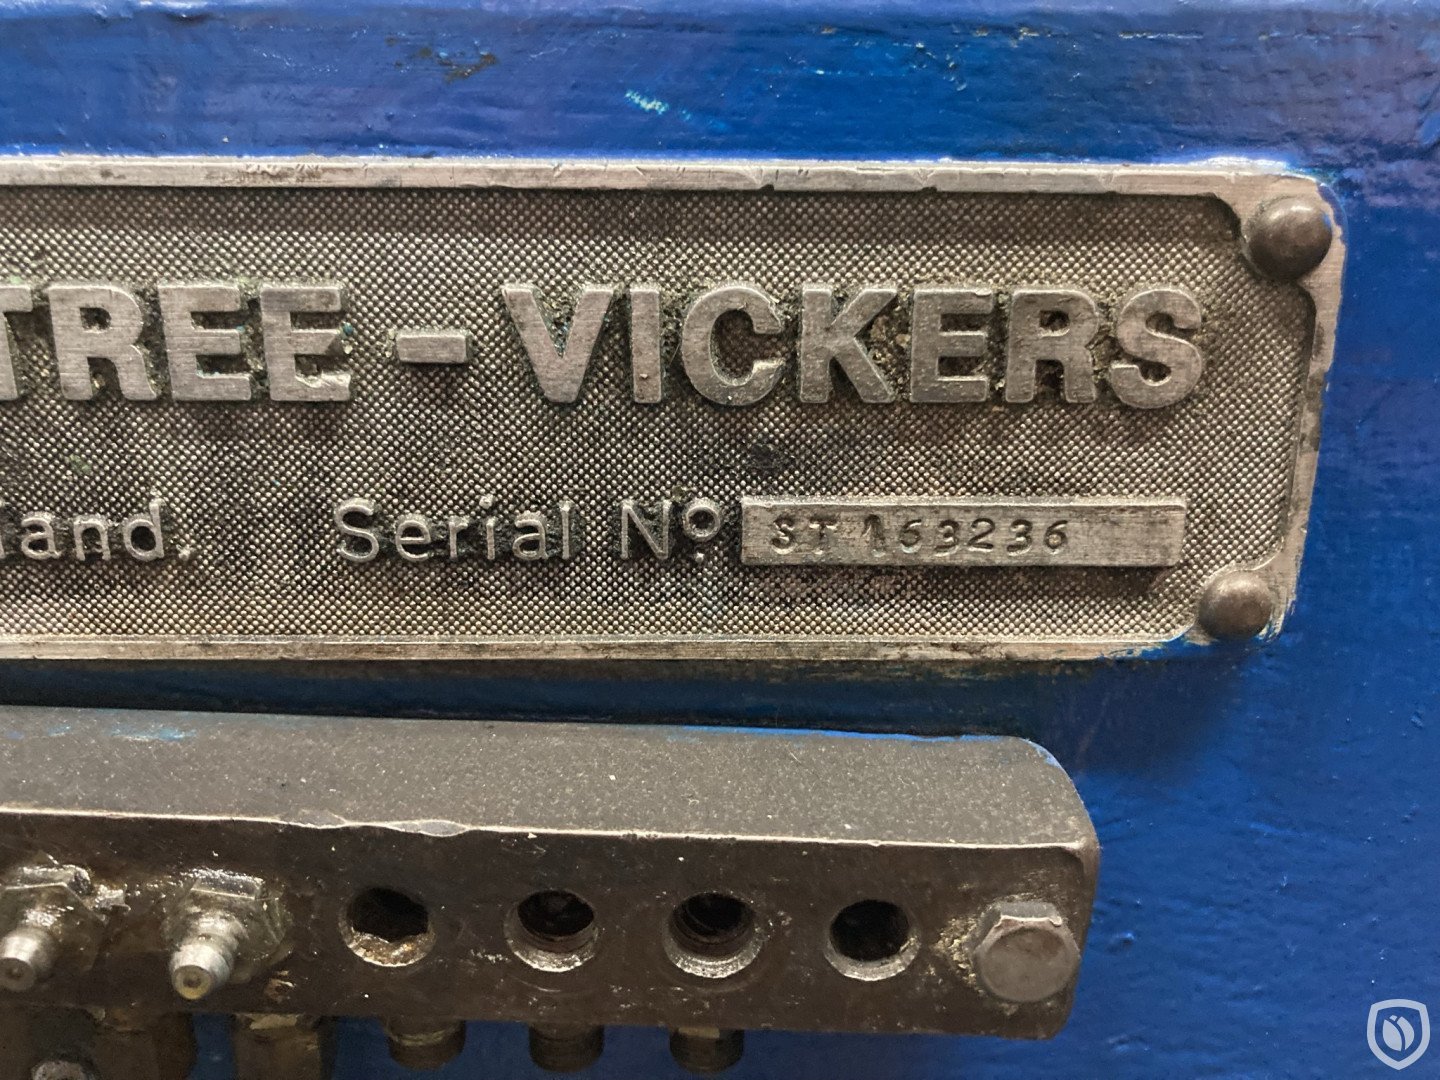 TREE - VICKERS
land. Serial Nº ST 163236